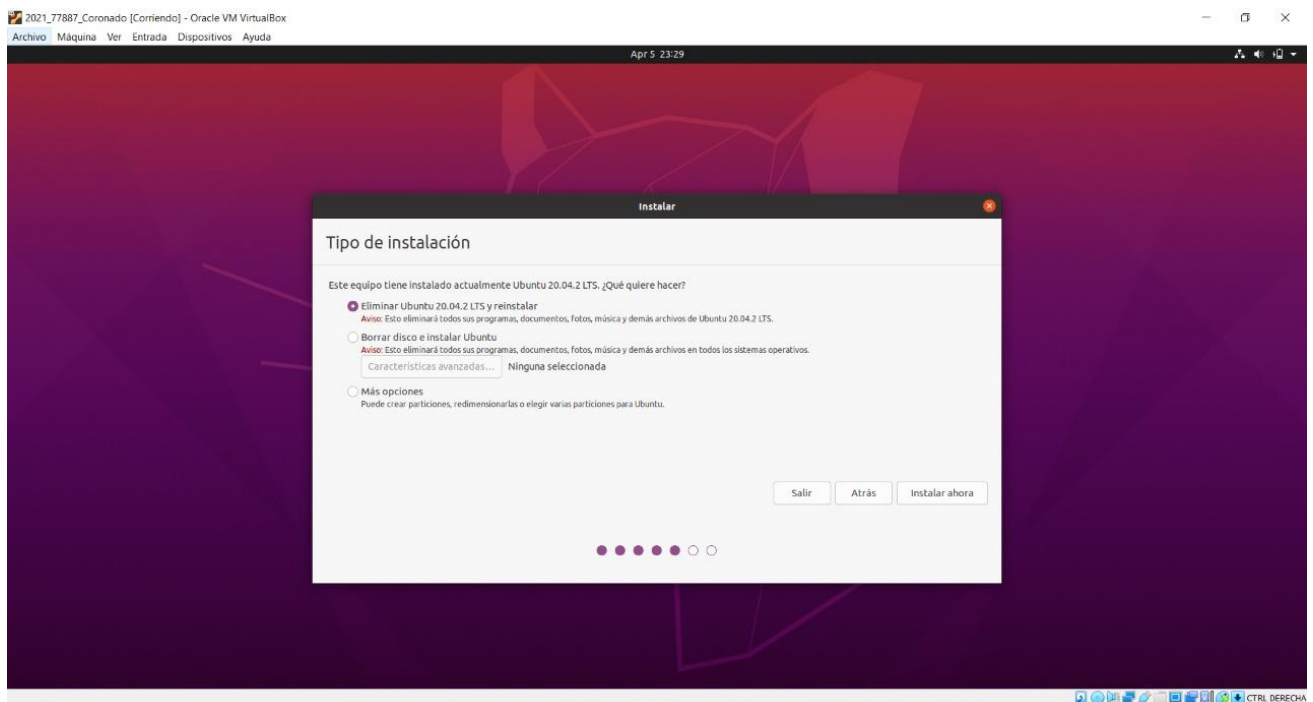 2021_77887_Coronado [Corriendo] - Oracle VM VirtualBox
Archivo Máquina Ver Entrada Dispositivos Ayuda
Apr 5 23:29
Instalar
Tipo de instalación
Este equipo tiene instalado actualmente Ubuntu 20.04.2 LTS. ¿Qué quiere hacer?
Eliminar Ubuntu 20.04.2 LTS y reinstalar
Aviso: Esto eliminará todos sus programas, documentos, fotos, música y demás archivos de Ubuntu 20.04.2 LTS.
Borrar disco e instalar Ubuntu
Aviso: Esto eliminará todos sus programas, documentos, fotos, música y demás archivos en todos los sistemas operativos.
Características avanzadas... Ninguna seleccionada
Más opciones
Puede crear particiones, redimensionarlas o elegir varias particiones para Ubuntu.
Salir Atrás Instalar ahora
CTRL DERECHA